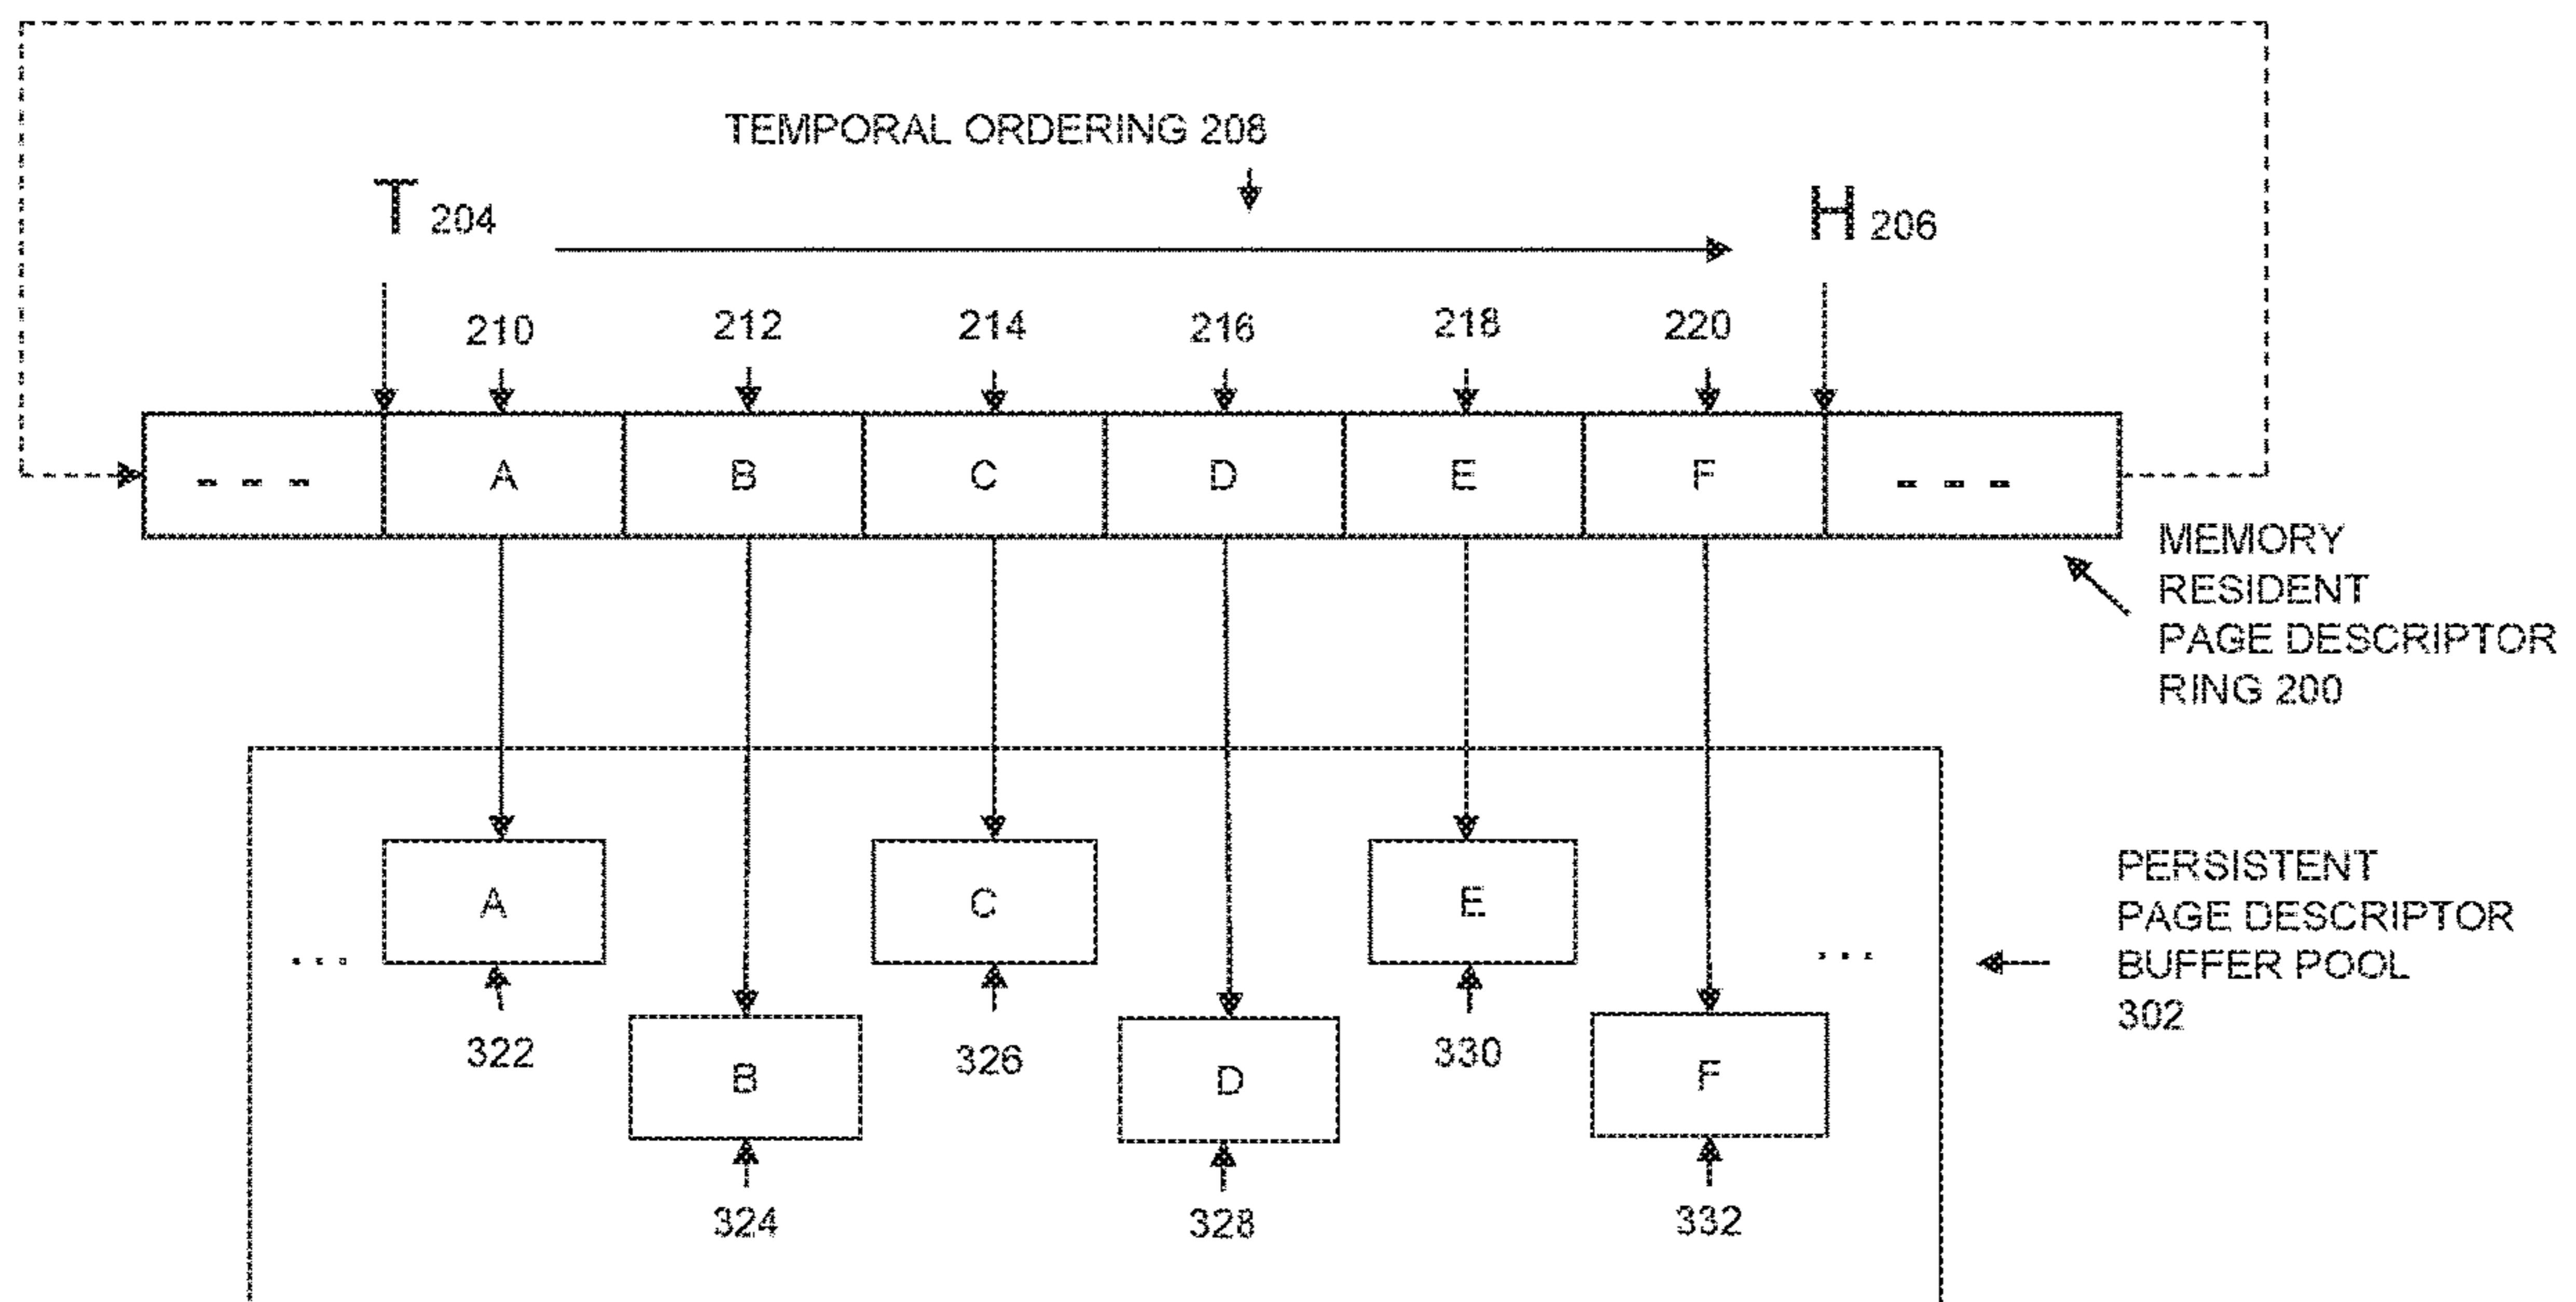 TEMPORAL ORDERING 208
T 204
H 206
210 212 214 216 218 220
- - - A B C D E F - - -
MEMORY
RESIDENT
PAGE DESCRIPTOR
RING 200
A C E
... ...
322 326 330
B D F
324 328 332
PERSISTENT
PAGE DESCRIPTOR
BUFFER POOL
302